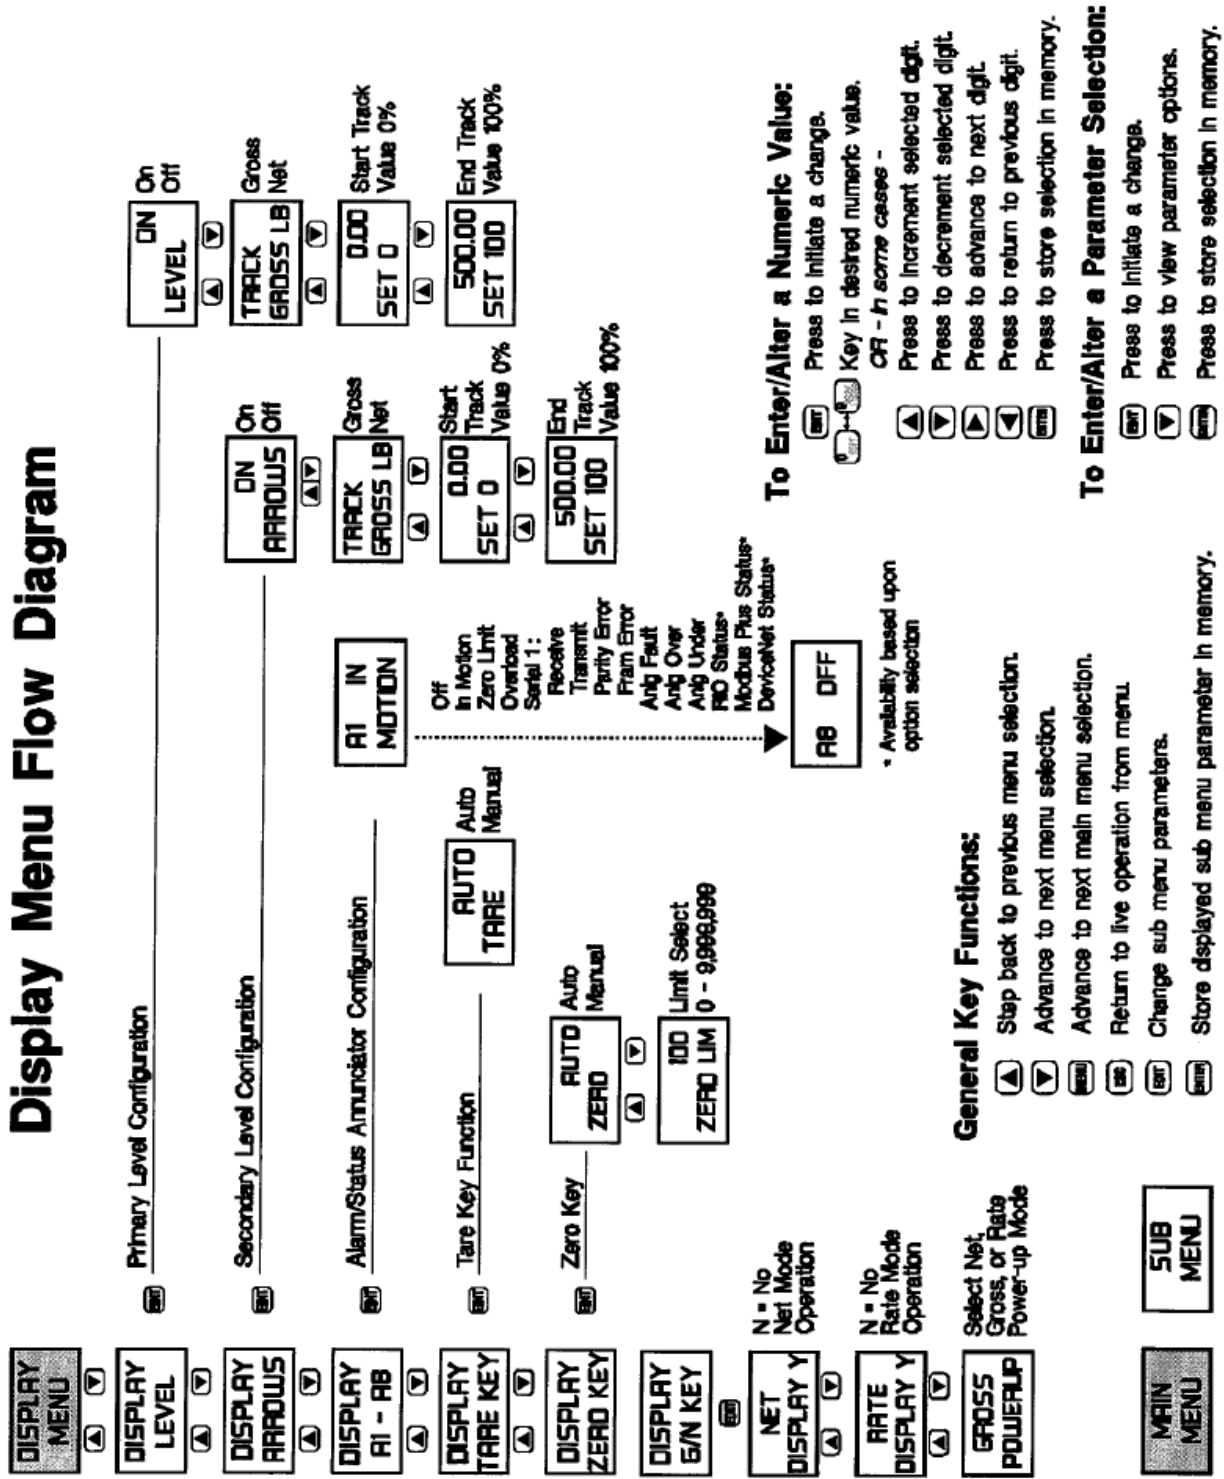 Display Menu Flow Diagram
DISPLAY
MENU
DISPLAY
LEVEL
EDIT
Primary Level Configuration
ON
LEVEL
On
Off
TRACK
GROSS LB
Gross
Net
0.00
SET 0
Start Track
Value 0%
500.00
SET 100
End Track
Value 100%
DISPLAY
ARROWS
EDIT
Secondary Level Configuration
ON
ARROWS
On
Off
TRACK
GROSS LB
Gross
Net
0.00
SET 0
Start
Track
Value 0%
500.00
SET 100
End
Track
Value 100%
DISPLAY
A1 - A8
EDIT
Alarm/Status Annunciator Configuration
A1 IN
MOTION
Off
In Motion
Zero Limit
Overload
Serial 1 :
Receive
Transmit
Parity Error
Fram Error
Anlg Fault
Anlg Over
Anlg Under
RIO Status*
Modbus Plus Status*
DeviceNet Status*
A8 OFF
* Availability based upon
option selection
DISPLAY
TARE KEY
EDIT
Tare Key Function
AUTO
TARE
Auto
Manual
DISPLAY
ZERO KEY
EDIT
Zero Key
AUTO
ZERO
Auto
Manual
100
ZERO LIM
Limit Select
0 - 9,999,999
DISPLAY
G/N KEY
EDIT
NET
DISPLAY Y
N = No
Net Mode
Operation
RATE
DISPLAY Y
N = No
Rate Mode
Operation
GROSS
POWERUP
Select Net,
Gross, or Rate
Power-up Mode
MAIN
MENU
SUB
MENU
General Key Functions:
Step back to previous menu selection.
Advance to next menu selection.
MENU Advance to next main menu selection.
ESC Return to live operation from menu.
EDIT Change sub menu parameters.
ENTER Store displayed sub menu parameter in memory.
To Enter/Alter a Numeric Value:
EDIT Press to initiate a change.
Key in desired numeric value.
OR - in some cases -
Press to increment selected digit.
Press to decrement selected digit.
Press to advance to next digit.
Press to return to previous digit.
ENTER Press to store selection in memory.
To Enter/Alter a Parameter Selection:
EDIT Press to initiate a change.
Press to view parameter options.
ENTER Press to store selection in memory.